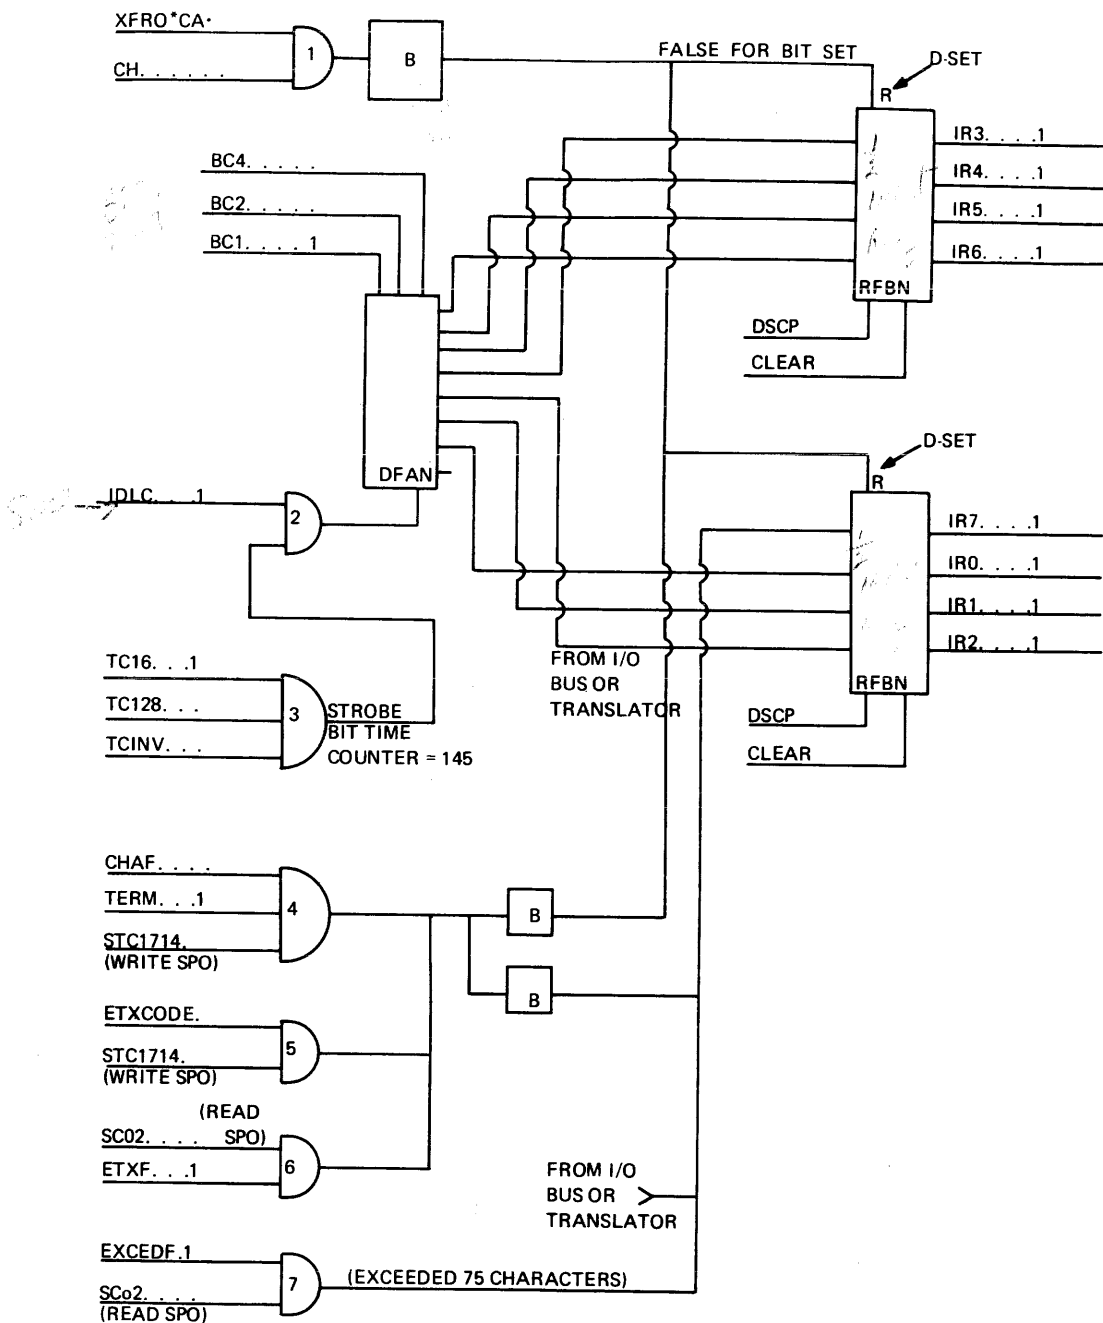 XFRO*CA·
CH. . . . . .
1
B
FALSE FOR BIT SET
D-SET
R
BC4. . . . .
BC2. . . . .
BC1. . . . 1
IR3. . . .1
IR4. . . .1
IR5. . . .1
IR6. . . .1
RFBN
DSCP
CLEAR
DFAN
IDLC. . .1
2
D-SET
R
IR7. . . .1
IR0. . . .1
IR1. . . .1
IR2. . . .1
RFBN
DSCP
CLEAR
TC16. . .1
TC128. . .
TCINV. . .
3
STROBE
BIT TIME
COUNTER = 145
FROM I/O
BUS OR
TRANSLATOR
CHAF. . . .
TERM. . .1
STC1714.
(WRITE SPO)
4
B
B
ETXCODE.
STC1714.
(WRITE SPO)
5
(READ
SPO)
SC02. . . .
ETXF. . .1
6
FROM I/O
BUS OR
TRANSLATOR
EXCEDF.1
SCo2. . . .
(READ SPO)
7
(EXCEEDED 75 CHARACTERS)